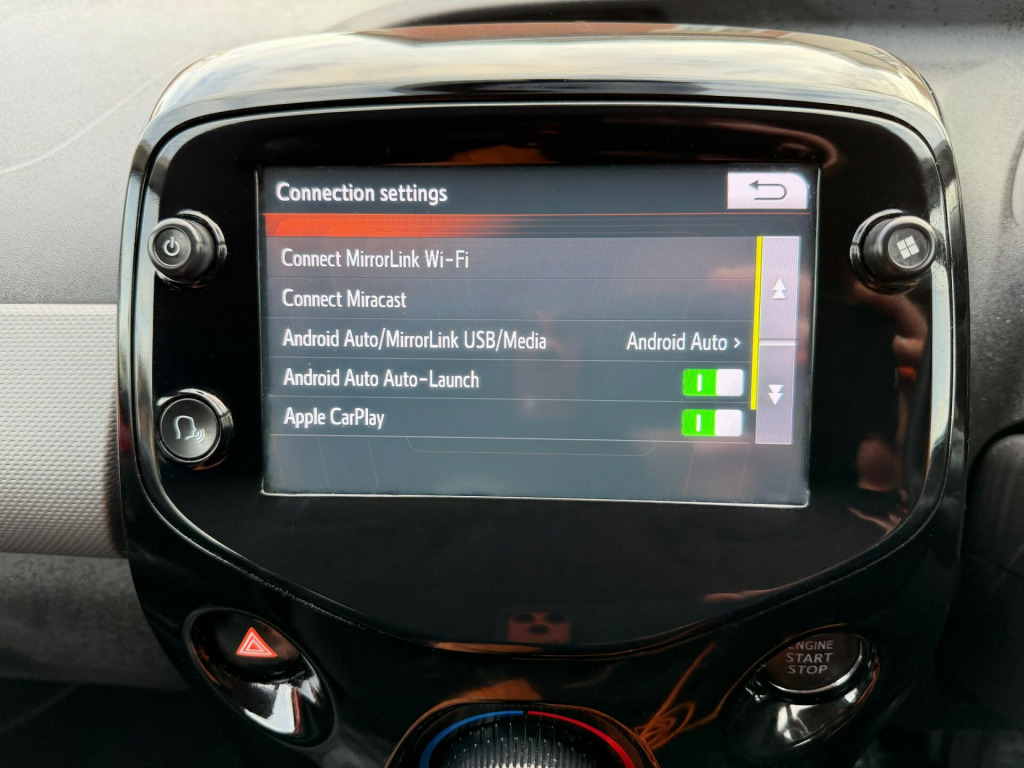 Connection settings
Connect MirrorLink Wi-Fi
Connect Miracast
Android Auto/MirrorLink USB/Media Android Auto >
Android Auto Auto-Launch
Apple CarPlay
ENGINE
START
STOP